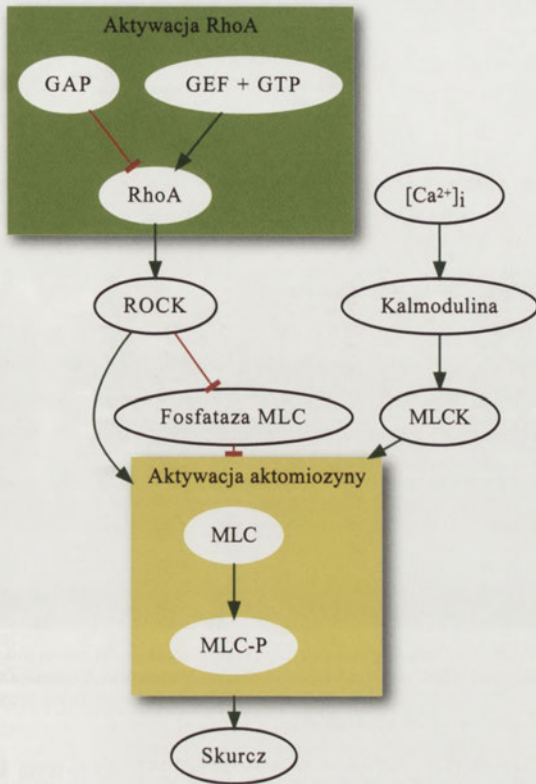 Aktywacja RhoA
GAP
GEF + GTP
RhoA
[Ca²⁺]i
ROCK
Kalmodulina
Fosfataza MLC
MLCK
Aktywacja aktomiozyny
MLC
MLC-P
Skurcz